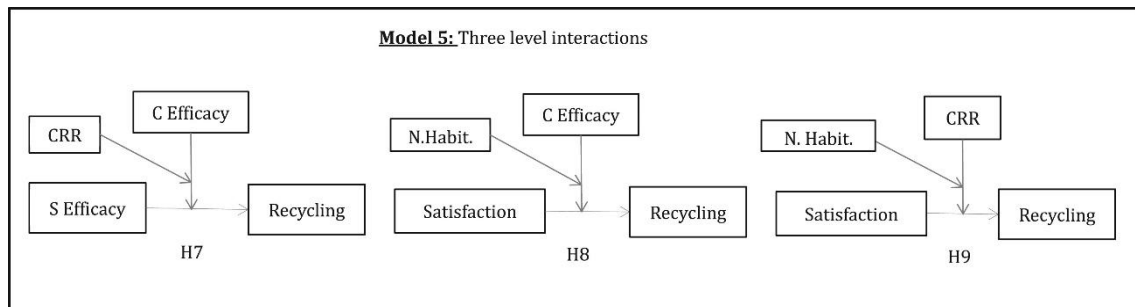 Model 5: Three level interactions
C Efficacy
CRR
S Efficacy
Recycling
H7
C Efficacy
N.Habit.
Satisfaction
Recycling
H8
CRR
N. Habit.
Satisfaction
Recycling
H9